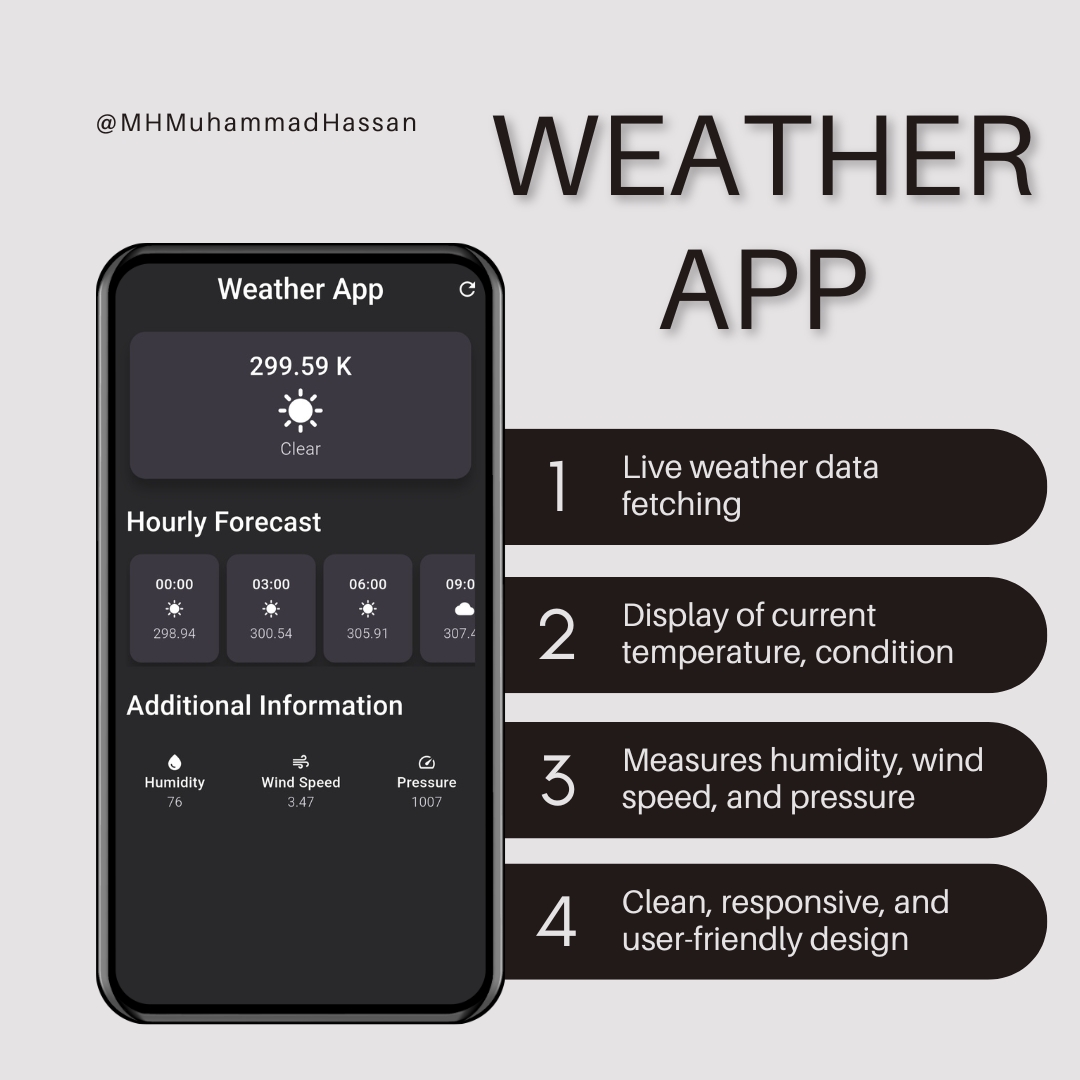 @MHMuhammadHassan
WEATHER
APP
Weather App
299.59 K
Clear
Hourly Forecast
00:00 03:00 06:00 09:0
298.94 300.54 305.91 307.4
Additional Information
Humidity Wind Speed Pressure
76 3.47 1007
1 Live weather data
fetching
2 Display of current
temperature, condition
3 Measures humidity, wind
speed, and pressure
4 Clean, responsive, and
user-friendly design